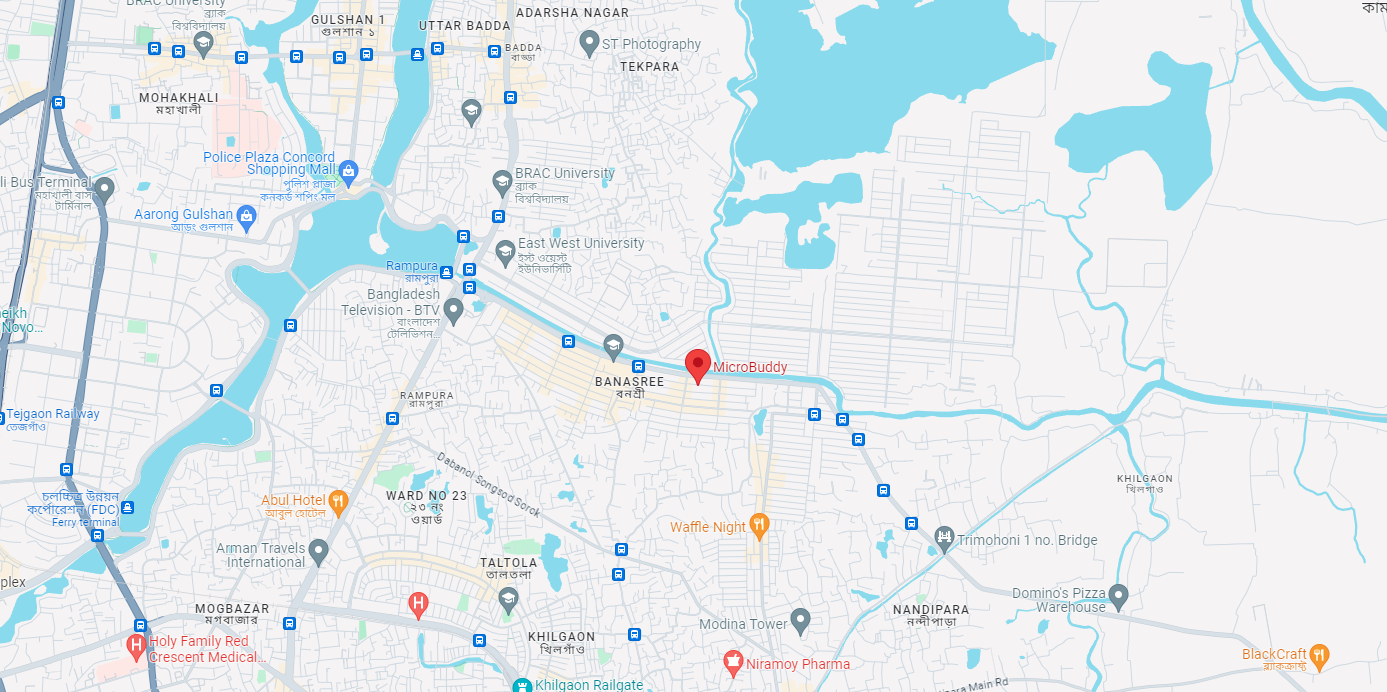 BRAC University
ব্র্যাক
বিশ্ববিদ্যালয়
GULSHAN 1
গুলশান ১
UTTAR BADDA
ADARSHA NAGAR
BADDA
বাড্ডা
ST Photography
TEKPARA
MOHAKHALI
মহাখালী
Police Plaza Concord
Shopping Mall
পুলিশ প্লাজা
কনকর্ড শপিং মল
li Bus Terminal
মহাখালী বাস
টার্মিনাল
BRAC University
ব্র্যাক
বিশ্ববিদ্যালয়
Aarong Gulshan
আড়ং গুলশান
East West University
ইস্ট ওয়েস্ট
ইউনিভার্সিটি
Rampura
রামপুরা
Bangladesh
Television - BTV
বাংলাদেশ
টেলিভিশন...
eikh
Novo...
MicroBuddy
BANASREE
বনশ্রী
RAMPURA
রামপুরা
Tejgaon Railway
তেজগাঁও
Dabanol Songsod Sorok
KHILGAON
খিলগাঁও
WARD NO 23
২৩ নং
ওয়ার্ড
চলচ্চিত্র উন্নয়ন
কর্পোরেশন (FDC)
Ferry terminal
Abul Hotel
আবুল হোটেল
Waffle Night
Arman Travels
International
Trimohoni 1 no. Bridge
TALTOLA
তালতলা
plex
Domino's Pizza
Warehouse
MOGBAZAR
মগবাজার
NANDIPARA
নন্দীপাড়া
Modina Tower
Holy Family Red
Crescent Medical...
KHILGAON
খিলগাঁও
Niramoy Pharma
BlackCraft
ব্ল্যাকক্রাফ্ট
Khilgaon Railgate
Main Rd
কাম